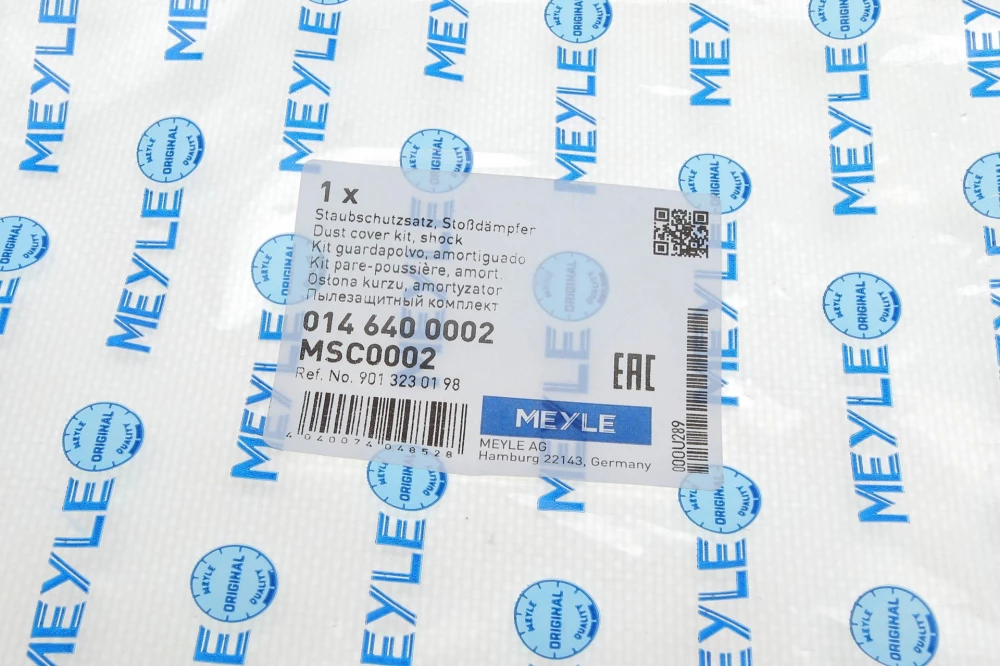 1 x
Staubschutzsatz, Stoßdämpfer
Dust cover kit, shock
Kit guardapolvo, amortiguado
Kit pare-poussière, amort.
Osłona kurzu, amortyzator
Пылезащитный комплект
014 640 0002
MSC0002
Ref. No. 901 323 01 98
EAC
4 040074 048528
MEYLE
MEYLE AG
Hamburg 22143, Germany
000U289
MEYLE
MEYLE ORIGINAL QUALITY